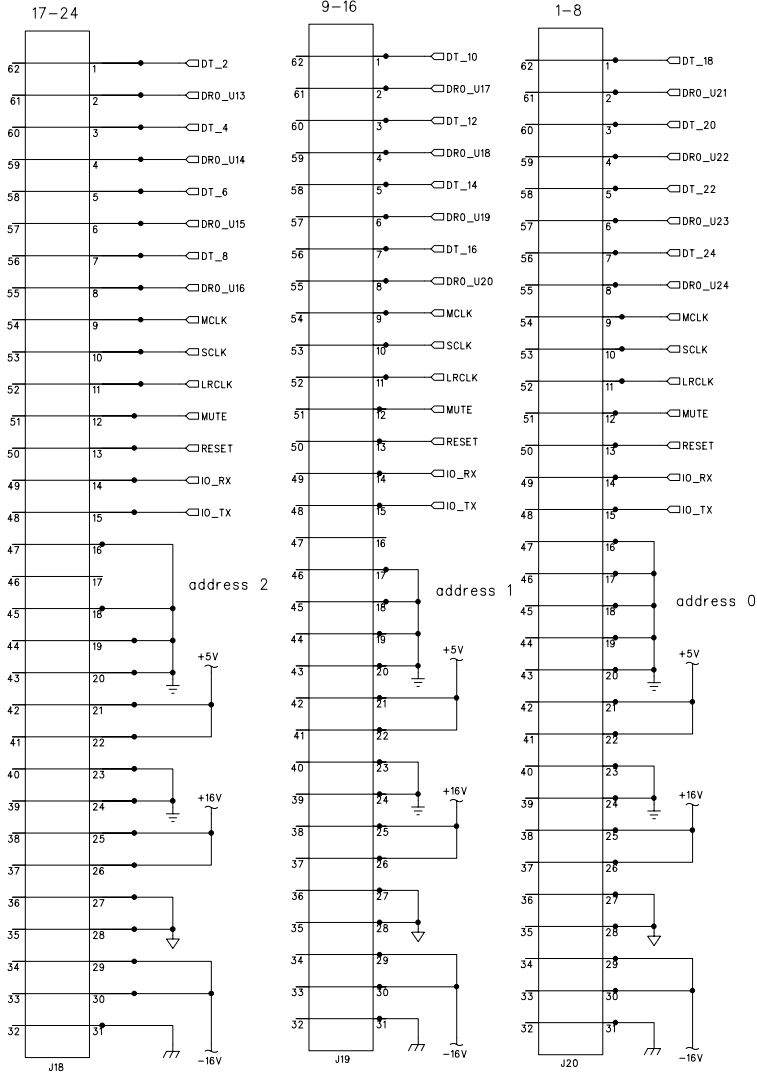 17-24
9-16
1-8
62 1 DT_2
61 2 DR0_U13
60 3 DT_4
59 4 DR0_U14
58 5 DT_6
57 6 DR0_U15
56 7 DT_8
55 8 DR0_U16
54 9 MCLK
53 10 SCLK
52 11 LRCLK
51 12 MUTE
50 13 RESET
49 14 IO_RX
48 15 IO_TX
47 16
46 17
address 2
45 18
44 19
+5V
43 20
42 21
41 22
40 23
39 24
+16V
38 25
37 26
36 27
35 28
34 29
33 30
32 31
-16V
J18
62 1 DT_10
61 2 DR0_U17
60 3 DT_12
59 4 DR0_U18
58 5 DT_14
57 6 DR0_U19
56 7 DT_16
55 8 DR0_U20
54 9 MCLK
53 10 SCLK
52 11 LRCLK
51 12 MUTE
50 13 RESET
49 14 IO_RX
48 15 IO_TX
47 16
46 17
address 1
45 18
44 19
+5V
43 20
42 21
41 22
40 23
39 24
+16V
38 25
37 26
36 27
35 28
34 29
33 30
32 31
-16V
J19
62 1 DT_18
61 2 DR0_U21
60 3 DT_20
59 4 DR0_U22
58 5 DT_22
57 6 DR0_U23
56 7 DT_24
55 8 DR0_U24
54 9 MCLK
53 10 SCLK
52 11 LRCLK
51 12 MUTE
50 13 RESET
49 14 IO_RX
48 15 IO_TX
47 16
46 17
address 0
45 18
44 19
+5V
43 20
42 21
41 22
40 23
39 24
+16V
38 25
37 26
36 27
35 28
34 29
33 30
32 31
-16V
J20